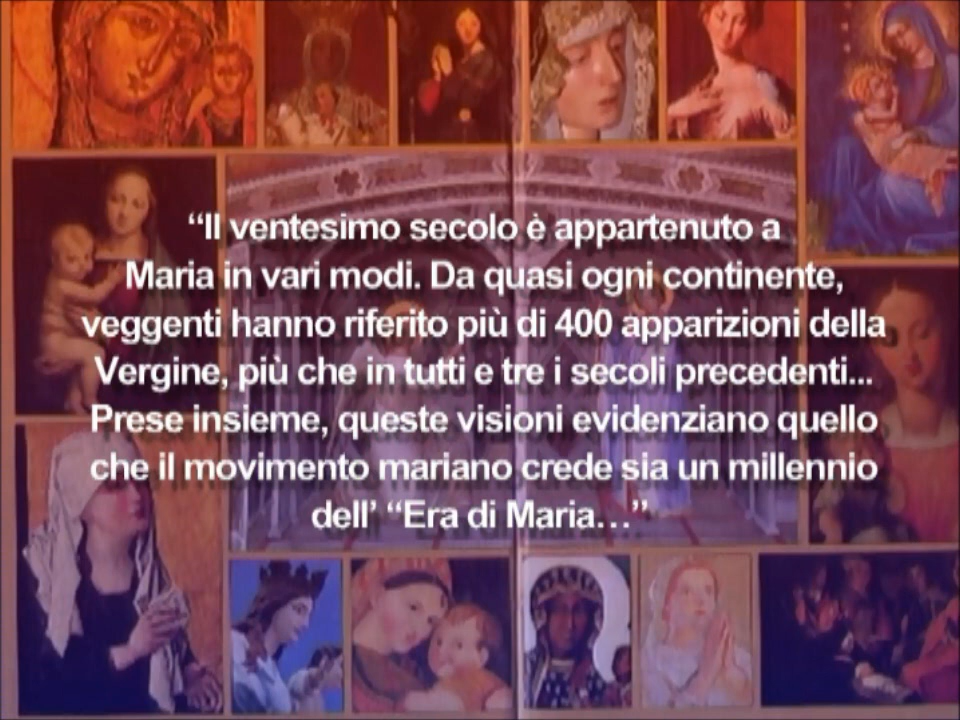 “Il ventesimo secolo è appartenuto a
Maria in vari modi. Da quasi ogni continente,
veggenti hanno riferito più di 400 apparizioni della
Vergine, più che in tutti e tre i secoli precedenti...
Prese insieme, queste visioni evidenziano quello
che il movimento mariano crede sia un millennio
dell’ “Era di Maria…”